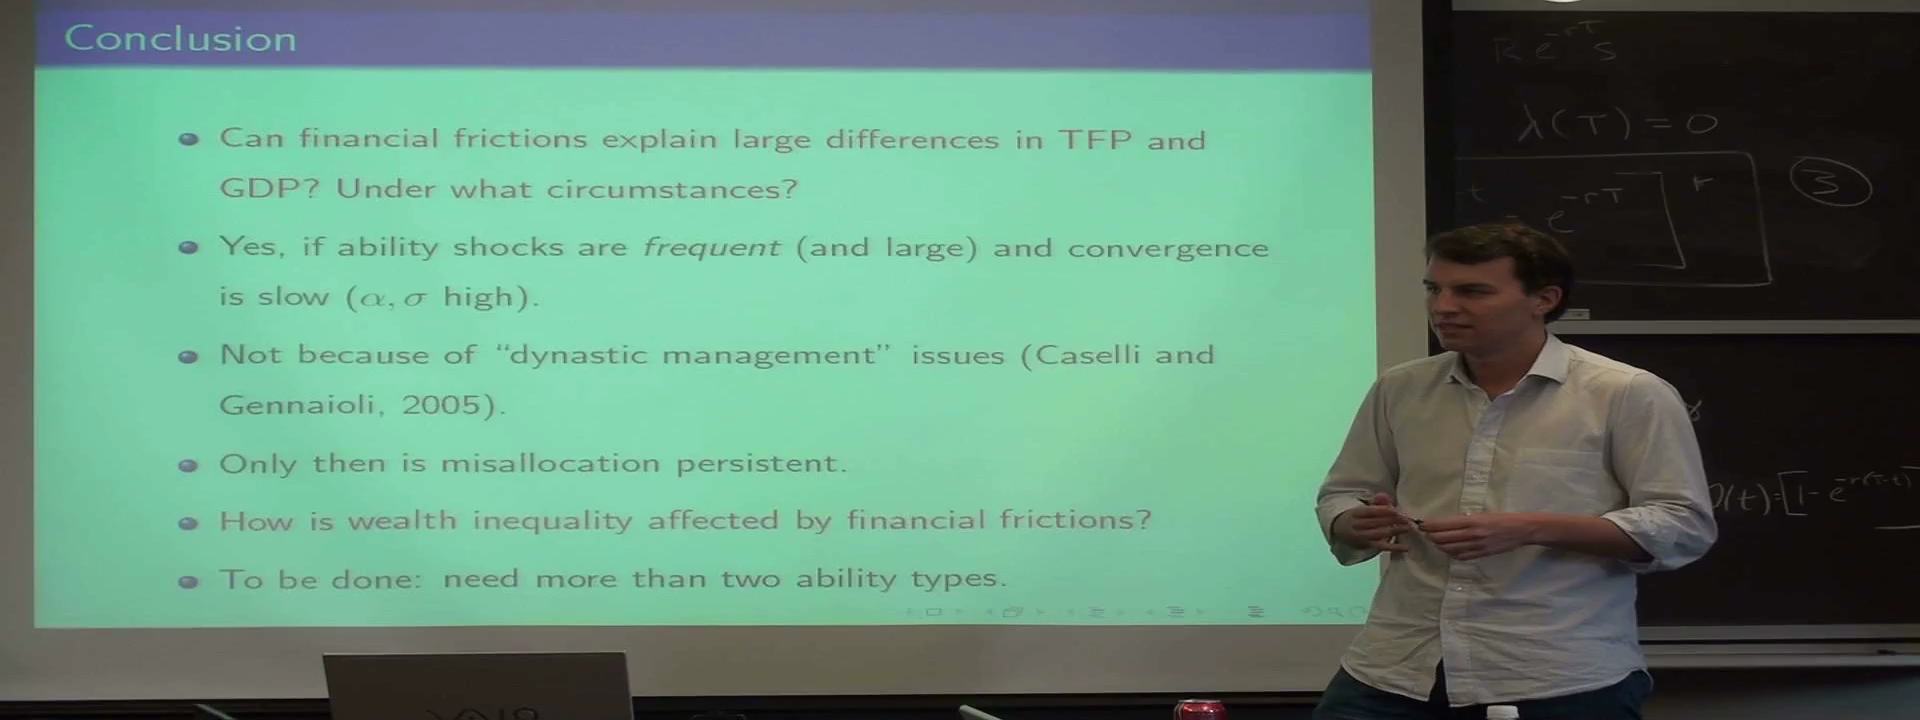 Conclusion
Can financial frictions explain large differences in TFP and
GDP? Under what circumstances?
Yes, if ability shocks are frequent (and large) and convergence
is slow (α, σ high).
Not because of “dynastic management” issues (Caselli and
Gennaioli, 2005).
Only then is misallocation persistent.
How is wealth inequality affected by financial frictions?
To be done: need more than two ability types.
R e^-rT S
λ(T) = 0
e^-rT
r
3
(t)=[1-e^-r(T-t)